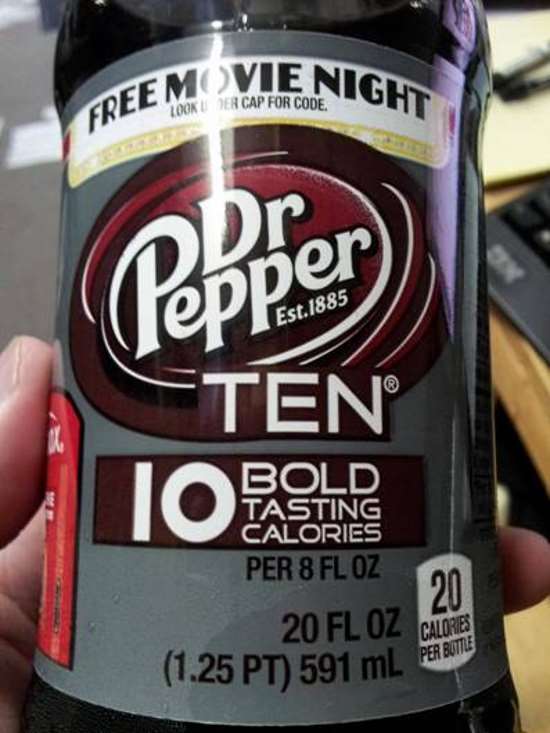 FREE MOVIE NIGHT
LOOK UNDER CAP FOR CODE.
Dr
Pepper
Est.1885
TEN®
10 BOLD
TASTING
CALORIES
PER 8 FL OZ
20 FL OZ
(1.25 PT) 591 mL
20
CALORIES
PER BOTTLE